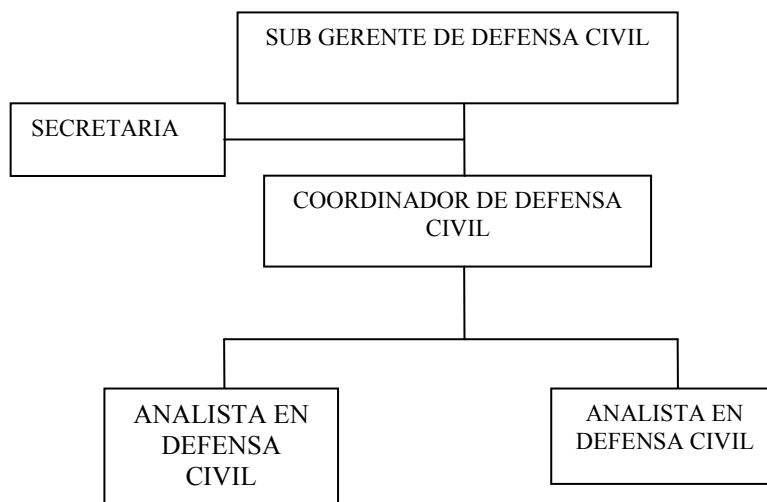 SUB GERENTE DE DEFENSA CIVIL
SECRETARIA
COORDINADOR DE DEFENSA
CIVIL
ANALISTA EN
DEFENSA
CIVIL
ANALISTA EN
DEFENSA CIVIL